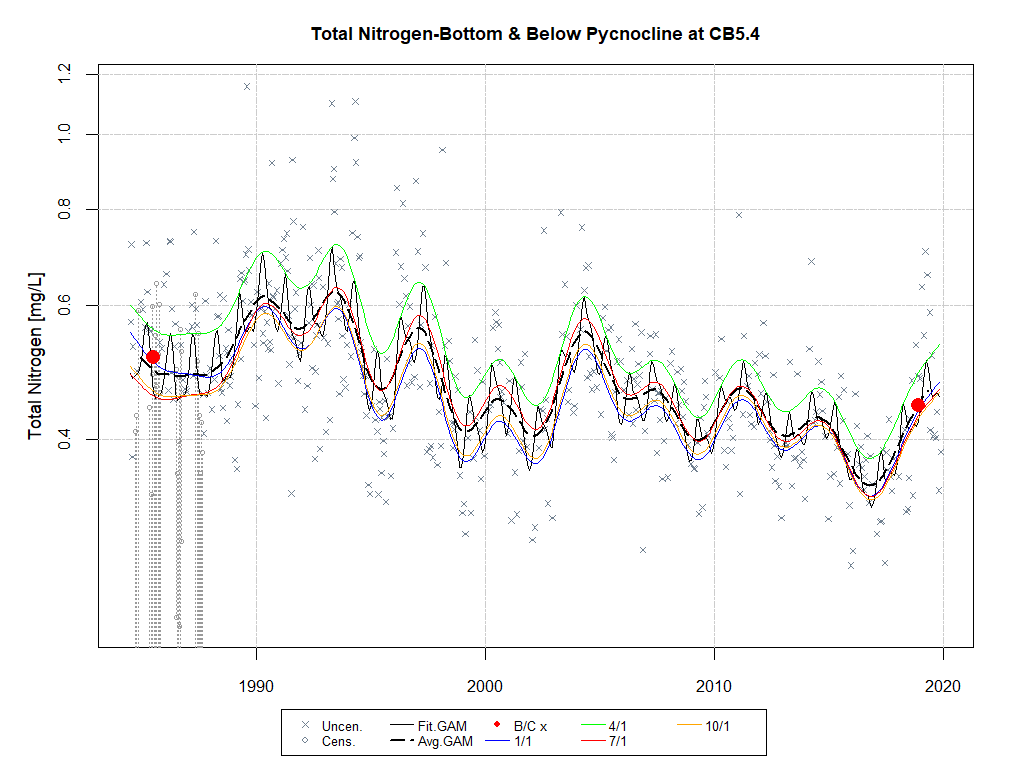 Total Nitrogen-Bottom & Below Pycnocline at CB5.4
Total Nitrogen [mg/L]
1.2
1.0
0.8
0.6
0.4
1990 2000 2010 2020
Uncen. Fit.GAM B/C x 4/1 10/1
Cens. Avg.GAM 1/1 7/1